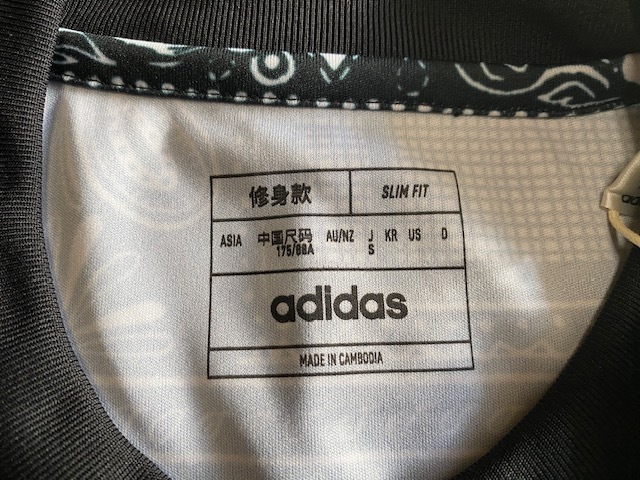 修身款 SLIM FIT
ASIA 中国尺码 AU/NZ J KR US D
175/88A S
adidas
MADE IN CAMBODIA